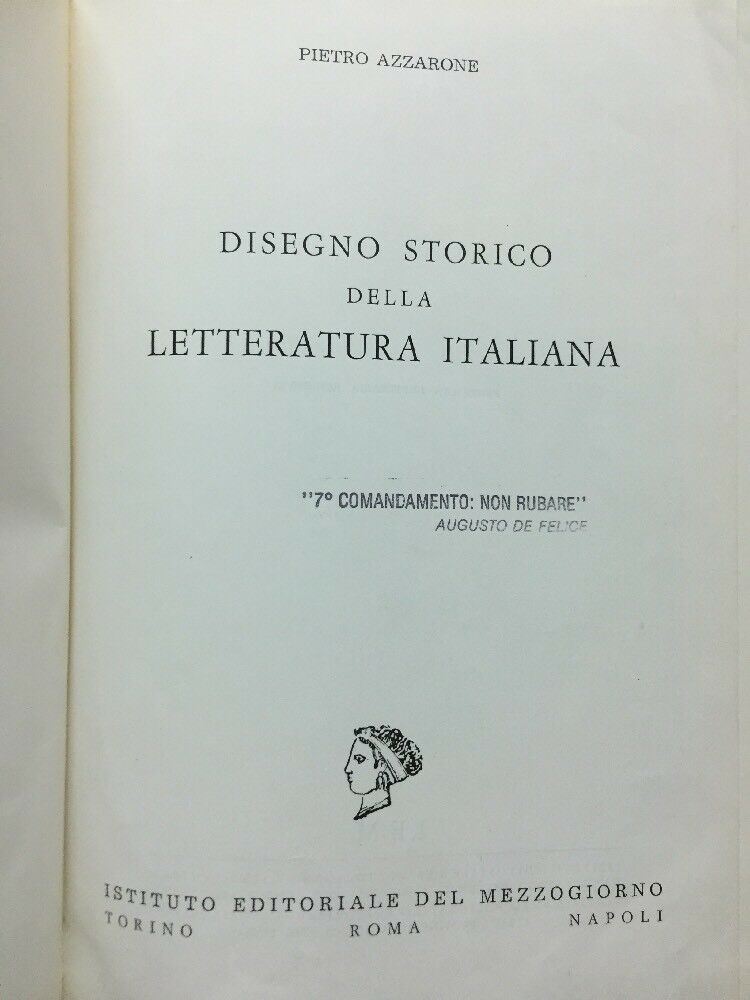 PIETRO AZZARONE
DISEGNO STORICO
DELLA
LETTERATURA ITALIANA
"7º COMANDAMENTO: NON RUBARE"
AUGUSTO DE FELICE
ISTITUTO EDITORIALE DEL MEZZOGIORNO
TORINO ROMA NAPOLI